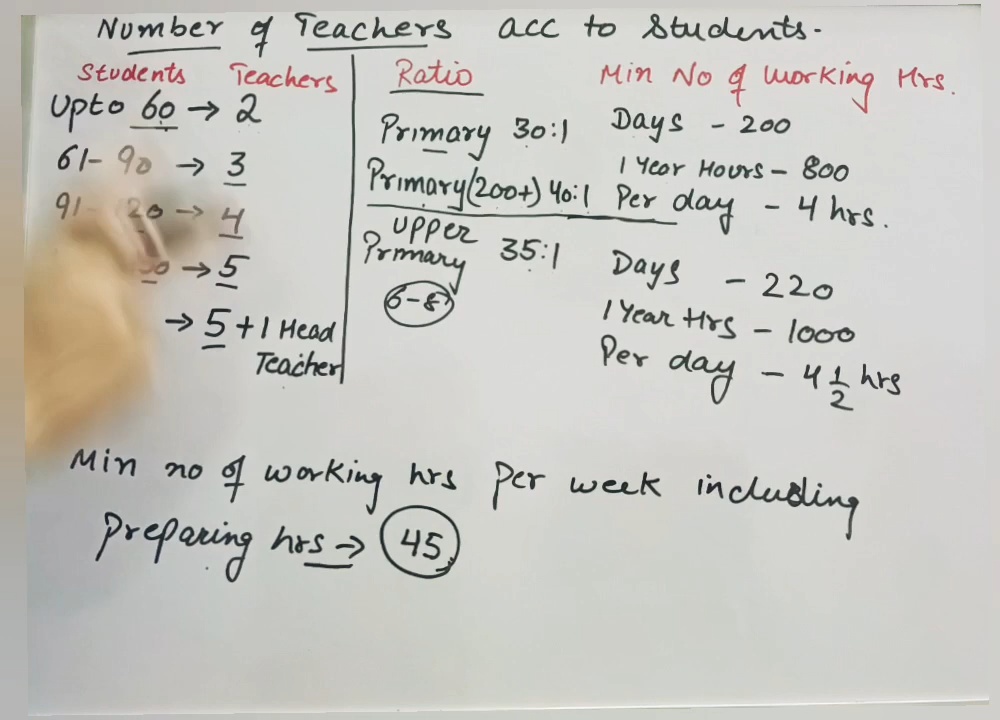 Number of Teachers acc to Students.
Students Teachers
Upto 60 → 2
61-90 → 3
91- 120 → 4
→ 5
→ 5 + 1 Head
Teacher
Ratio
Primary 30:1
Primary (200+) 40:1
Upper
Primary 35:1
6-8
Min No of Working Hrs.
Days - 200
1 Year Hours - 800
Per day - 4 hrs.
Days - 220
1 Year Hrs - 1000
Per day - 4 1/2 hrs
Min no of working hrs Per week including
Preparing hrs → 45